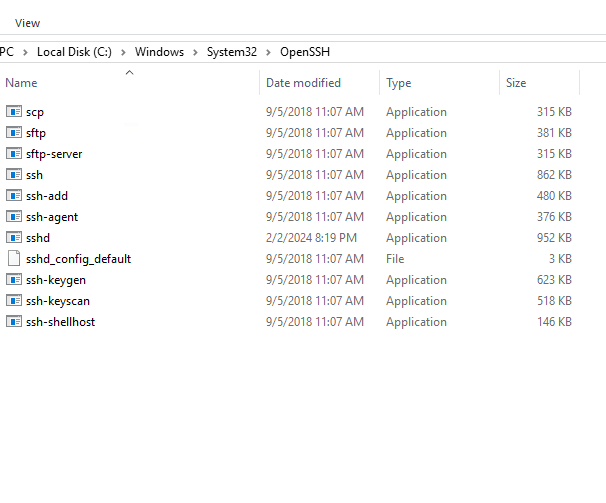 View
PC > Local Disk (C:) > Windows > System32 > OpenSSH
Name Date modified Type Size
scp 9/5/2018 11:07 AM Application 315 KB
sftp 9/5/2018 11:07 AM Application 381 KB
sftp-server 9/5/2018 11:07 AM Application 315 KB
ssh 9/5/2018 11:07 AM Application 862 KB
ssh-add 9/5/2018 11:07 AM Application 480 KB
ssh-agent 9/5/2018 11:07 AM Application 376 KB
sshd 2/2/2024 8:19 PM Application 952 KB
sshd_config_default 9/5/2018 11:07 AM File 3 KB
ssh-keygen 9/5/2018 11:07 AM Application 623 KB
ssh-keyscan 9/5/2018 11:07 AM Application 518 KB
ssh-shellhost 9/5/2018 11:07 AM Application 146 KB